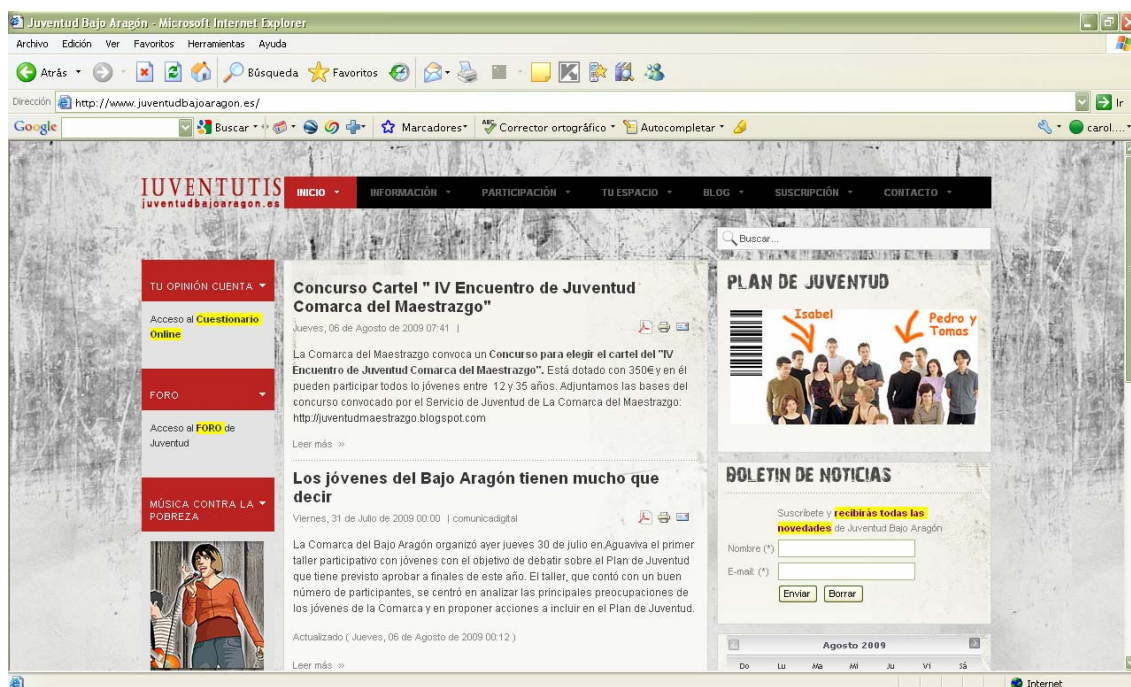 Juventud Bajo Aragón - Microsoft Internet Explorer
Archivo Edición Ver Favoritos Herramientas Ayuda
Atrás Búsqueda Favoritos
Dirección http://www.juventudbajoaragon.es/ Ir
Google Buscar Marcadores ABC Corrector ortográfico Autocompletar carol....
IUVENTUTIS
juventudbajoaragon.es
INICIO INFORMACIÓN PARTICIPACIÓN TU ESPACIO BLOG SUSCRIPCIÓN CONTACTO
Buscar...
TU OPINIÓN CUENTA
Acceso al Cuestionario
Online
FORO
Acceso al FORO de
Juventud
MÚSICA CONTRA LA
POBREZA
Concurso Cartel " IV Encuentro de Juventud
Comarca del Maestrazgo"
Jueves, 06 de Agosto de 2009 07:41 |
La Comarca del Maestrazgo convoca un Concurso para elegir el cartel del "IV
Encuentro de Juventud Comarca del Maestrazgo". Está dotado con 350€ y en él
pueden participar todos lo jóvenes entre 12 y 35 años. Adjuntamos las bases del
concurso convocado por el Servicio de Juventud de La Comarca del Maestrazgo:
http://juventudmaestrazgo.blogspot.com
Leer más »
Los jóvenes del Bajo Aragón tienen mucho que
decir
Viernes, 31 de Julio de 2009 00:00 | comunicadigital
La Comarca del Bajo Aragón organizó ayer jueves 30 de julio en,Aguaviva el primer
taller participativo con jóvenes con el objetivo de debatir sobre el Plan de Juventud
que tiene previsto aprobar a finales de este año. El taller, que contó con un buen
número de participantes, se centró en analizar las principales preocupaciones de
los jóvenes de la Comarca y en proponer acciones a incluir en el Plan de Juventud.
Actualizado ( Jueves, 06 de Agosto de 2009 00:12 )
Leer más »
PLAN DE JUVENTUD
Isabel
Pedro y
Tomas
BOLETIN DE NOTICIAS
Suscribete y recibirás todas las
novedades de Juventud Bajo Aragón
Nombre (*)
E-mail: (*)
Enviar Borrar
Agosto 2009
Do Lu Ma Mi Ju Vi Sá
Internet